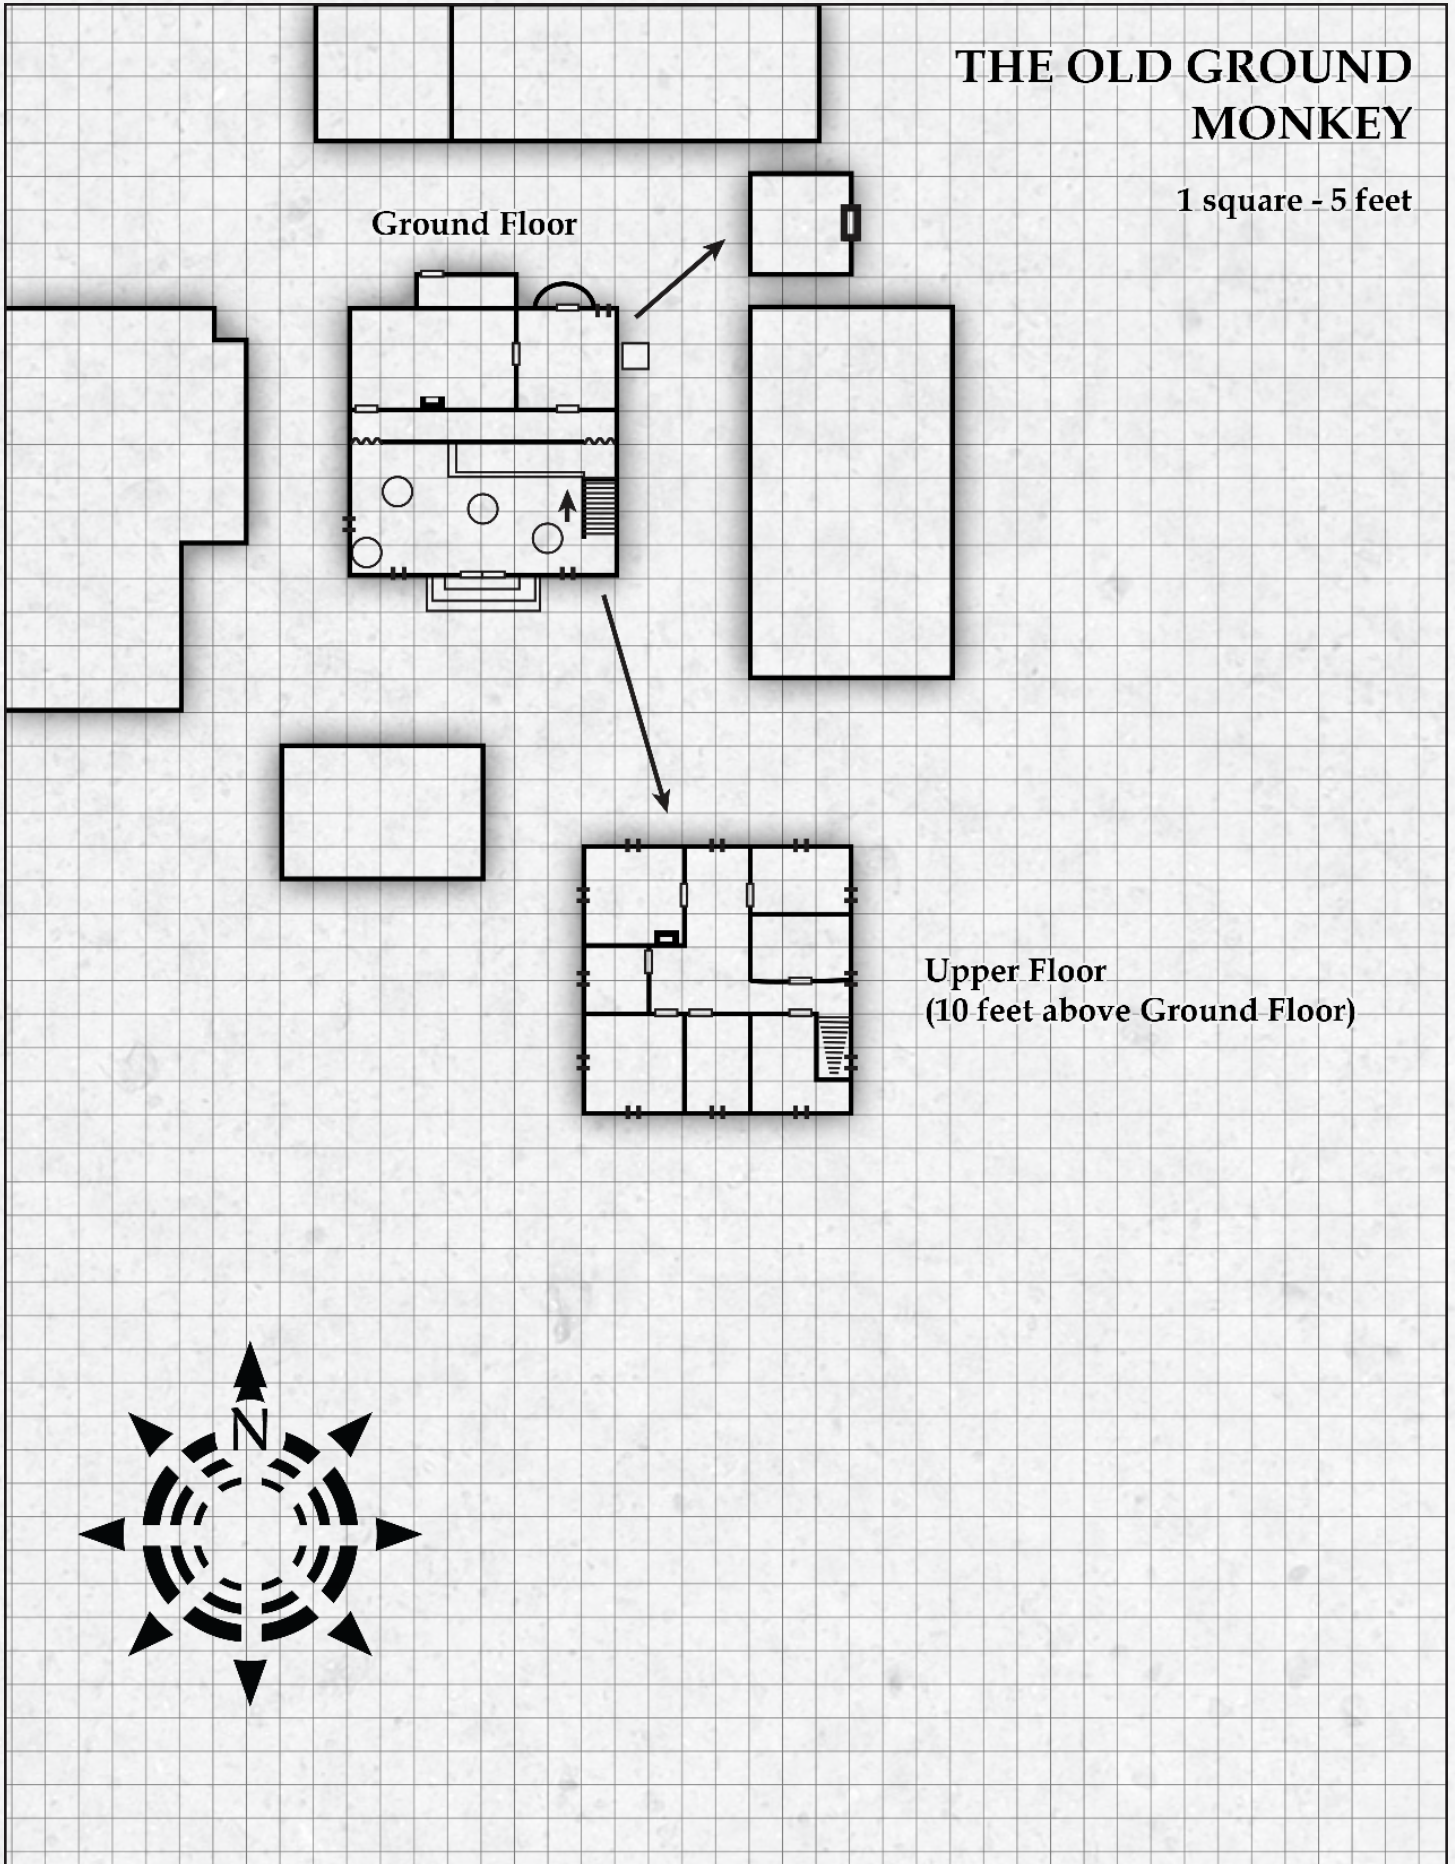 THE OLD GROUND
MONKEY
1 square - 5 feet
Ground Floor
Upper Floor
(10 feet above Ground Floor)
N